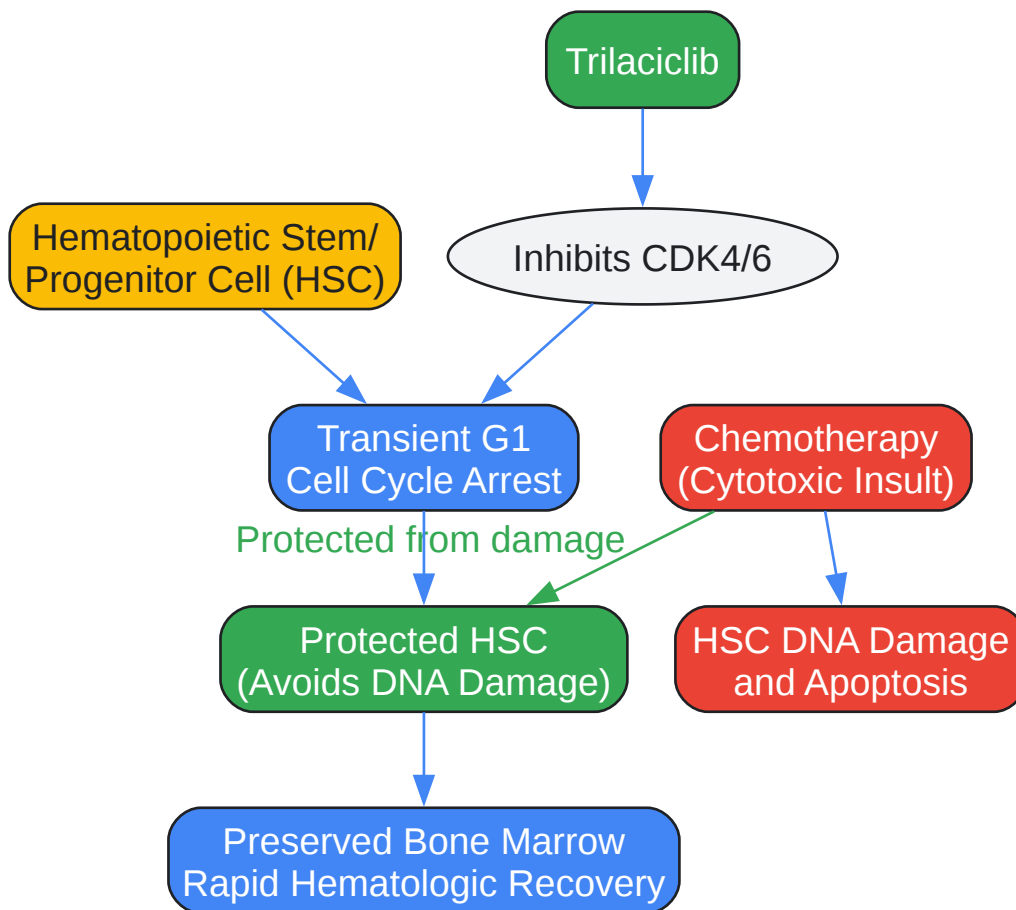 Trilaciclib
Hematopoietic Stem/
Progenitor Cell (HSC)
Inhibits CDK4/6
Transient G1
Cell Cycle Arrest
Chemotherapy
(Cytotoxic Insult)
Protected from damage
Protected HSC
(Avoids DNA Damage)
HSC DNA Damage
and Apoptosis
Preserved Bone Marrow
Rapid Hematologic Recovery